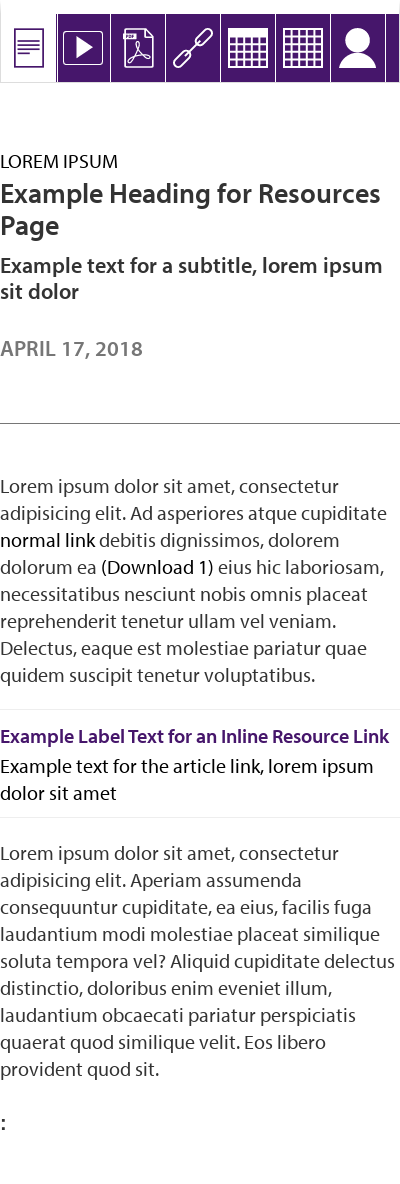 PDF
LOREM IPSUM
Example Heading for Resources
Page
Example text for a subtitle, lorem ipsum
sit dolor
APRIL 17, 2018
Lorem ipsum dolor sit amet, consectetur
adipisicing elit. Ad asperiores atque cupiditate
normal link debitis dignissimos, dolorem
dolorum ea (Download 1) eius hic laboriosam,
necessitatibus nesciunt nobis omnis placeat
reprehenderit tenetur ullam vel veniam.
Delectus, eaque est molestiae pariatur quae
quidem suscipit tenetur voluptatibus.
Example Label Text for an Inline Resource Link
Example text for the article link, lorem ipsum
dolor sit amet
Lorem ipsum dolor sit amet, consectetur
adipisicing elit. Aperiam assumenda
consequuntur cupiditate, ea eius, facilis fuga
laudantium modi molestiae placeat similique
soluta tempora vel? Aliquid cupiditate delectus
distinctio, doloribus enim eveniet illum,
laudantium obcaecati pariatur perspiciatis
quaerat quod similique velit. Eos libero
provident quod sit.
: